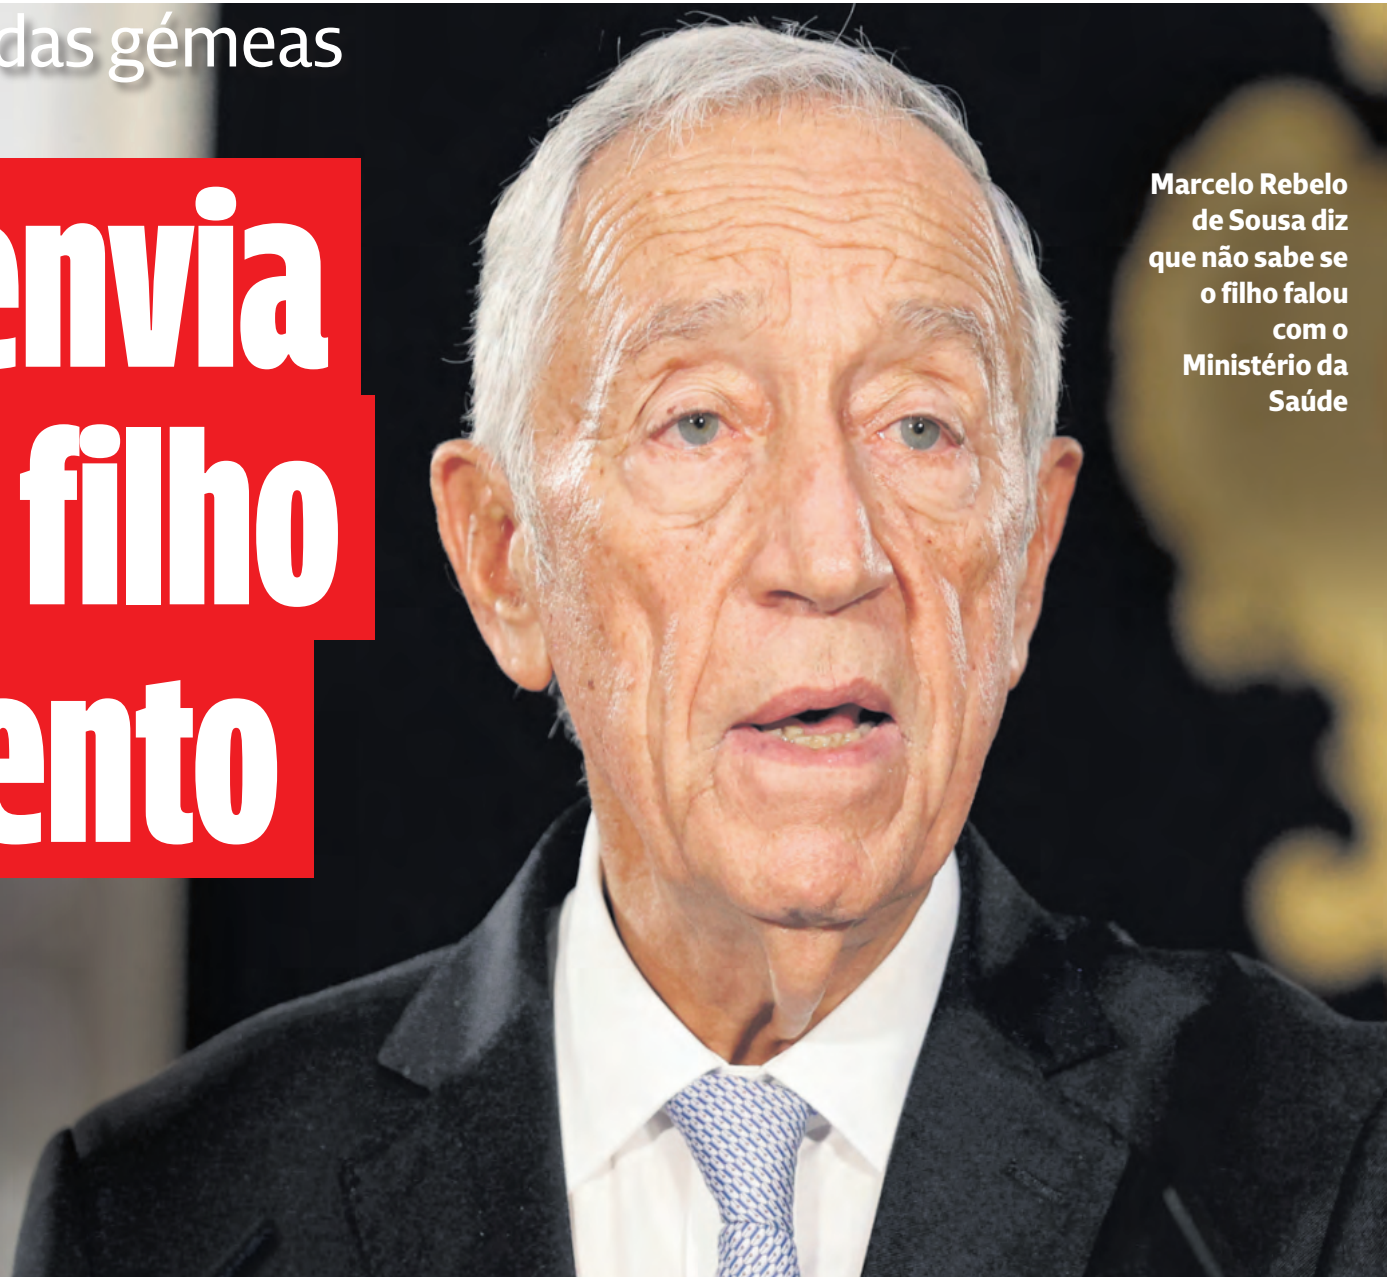 das gémeas
envia
filho
ento
Marcelo Rebelo
de Sousa diz
que não sabe se
o filho falou
com o
Ministério da
Saúde